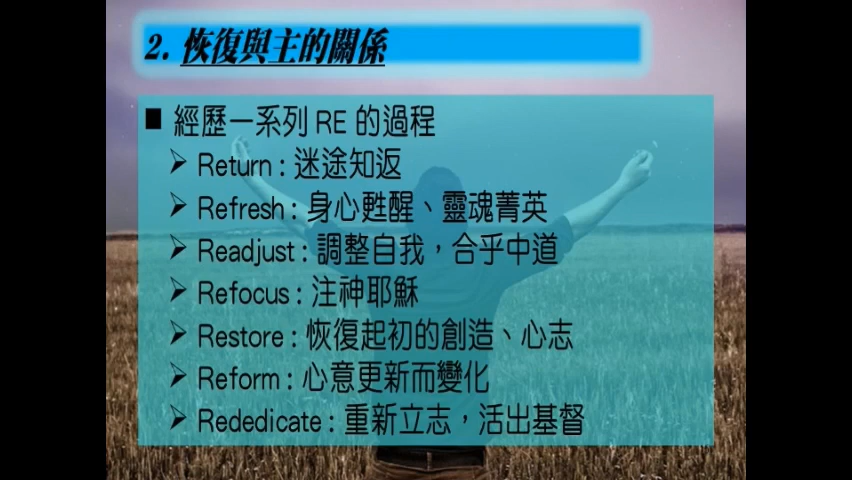 2. 恢復與主的關係
■ 經歷一系列 RE 的過程
➢ Return : 迷途知返
➢ Refresh : 身心甦醒、靈魂菁英
➢ Readjust : 調整自我，合乎中道
➢ Refocus : 注神耶穌
➢ Restore : 恢復起初的創造、心志
➢ Reform : 心意更新而變化
➢ Rededicate : 重新立志，活出基督